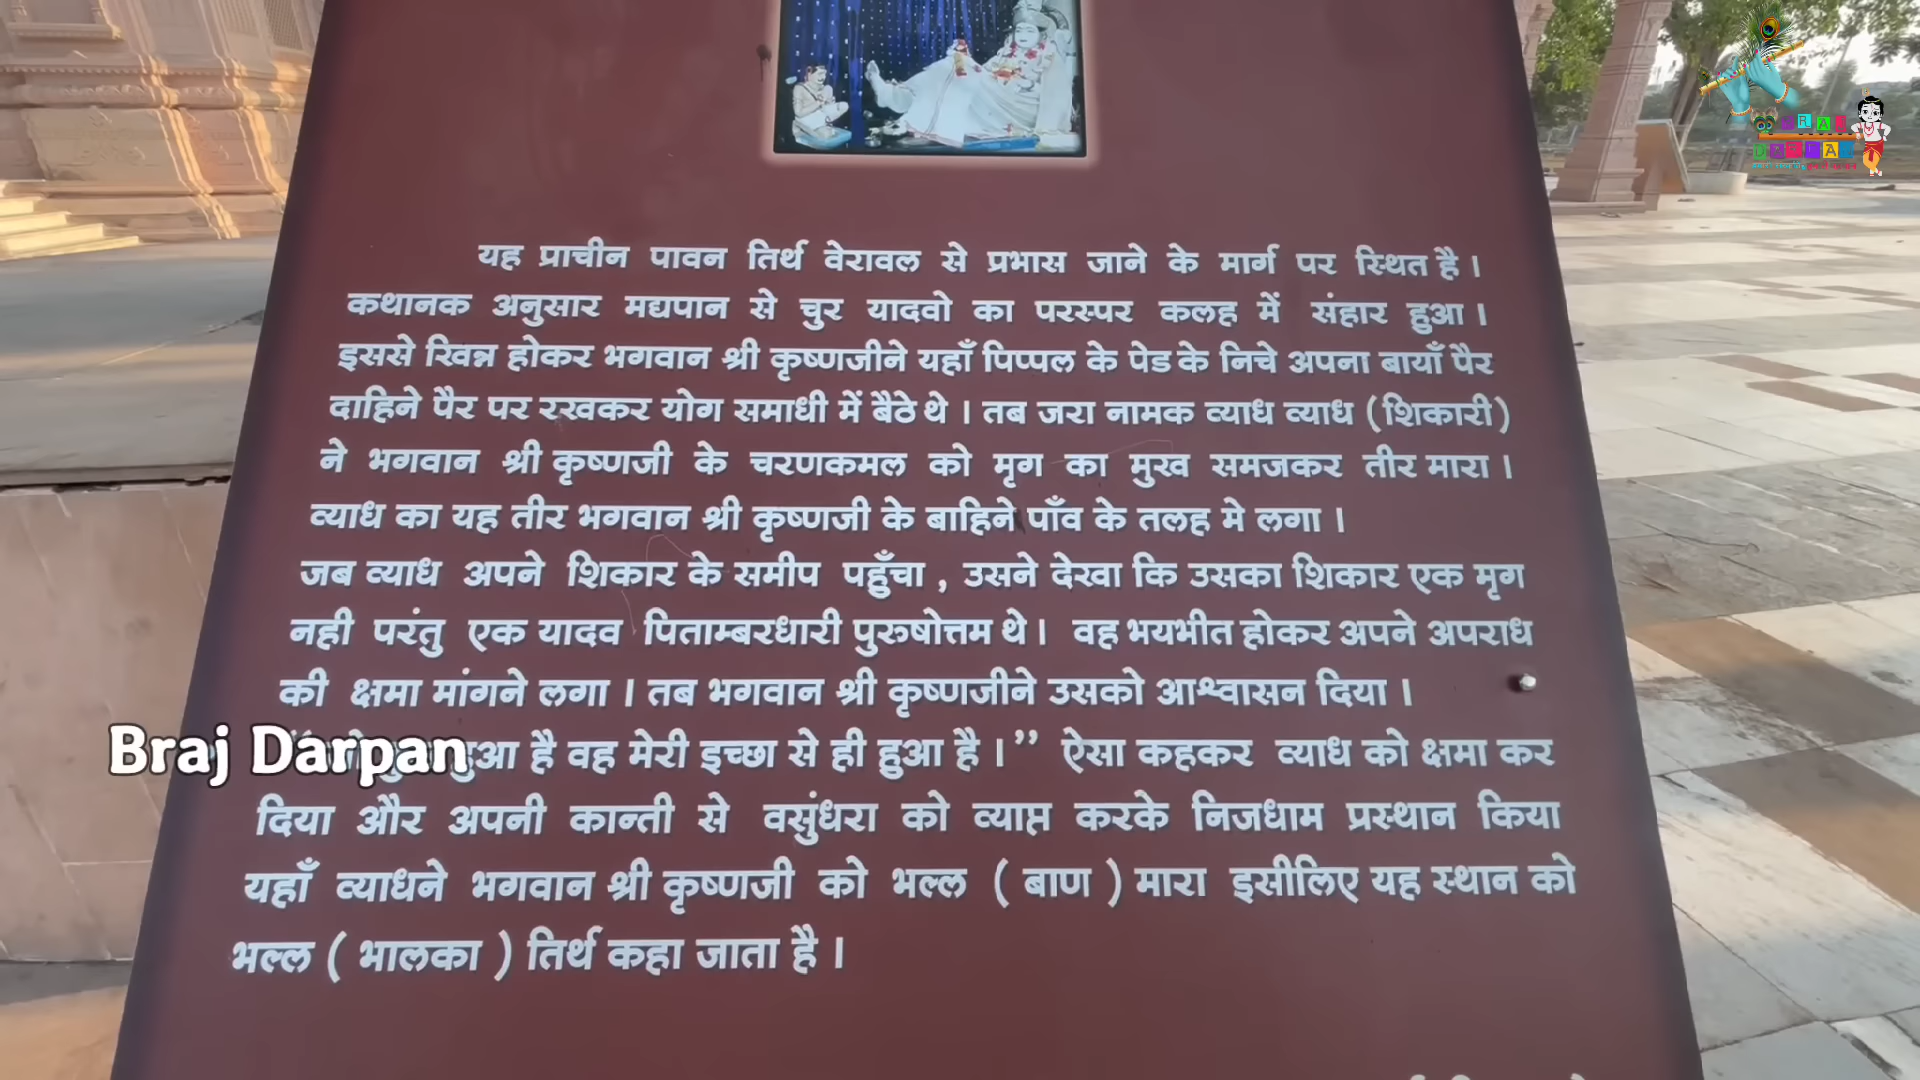 यह प्राचीन पावन तिर्थ वेरावल से प्रभास जाने के मार्ग पर स्थित है ।
कथानक अनुसार मद्यपान से चुर यादवो का परस्पर कलह में संहार हुआ ।
इससे खिन्न होकर भगवान श्री कृष्णजीने यहाँ पिप्पल के पेड के निचे अपना बायाँ पैर
दाहिने पैर पर रखकर योग समाधी में बैठे थे । तब जरा नामक व्याध व्याध (शिकारी)
ने भगवान श्री कृष्णजी के चरणकमल को मृग का मुख समजकर तीर मारा ।
व्याध का यह तीर भगवान श्री कृष्णजी के बाहिने पाँव के तलह मे लगा ।
जब व्याध अपने शिकार के समीप पहुँचा , उसने देखा कि उसका शिकार एक मृग
नही परंतु एक यादव पिताम्बरधारी पुरुषोत्तम थे । वह भयभीत होकर अपने अपराध
की क्षमा मांगने लगा । तब भगवान श्री कृष्णजीने उसको आश्वासन दिया ।
Braj Darpan
है वह मेरी इच्छा से ही हुआ है ।” ऐसा कहकर व्याध को क्षमा कर
दिया और अपनी कान्ती से वसुंधरा को व्याप्त करके निजधाम प्रस्थान किया
यहाँ व्याधने भगवान श्री कृष्णजी को भल्ल ( बाण ) मारा इसीलिए यह स्थान को
भल्ल ( भालका ) तिर्थ कहा जाता है ।